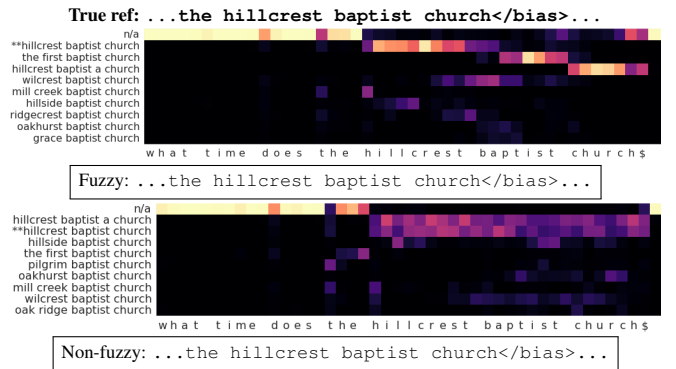 True ref: ...the hillcrest baptist church</bias>...
n/a
**hillcrest baptist church
the first baptist church
hillcrest baptist a church
wilcrest baptist church
mill creek baptist church
hillside baptist church
ridgecrest baptist church
oakhurst baptist church
grace baptist church
what time does the hillcrest baptist church$
Fuzzy: ...the hillcrest baptist church</bias>...
n/a
hillcrest baptist a church
**hillcrest baptist church
hillside baptist church
the first baptist church
pilgrim baptist church
oakhurst baptist church
mill creek baptist church
wilcrest baptist church
oak ridge baptist church
what time does the hillcrest baptist church$
Non-fuzzy: ...the hillcrest baptist church</bias>...